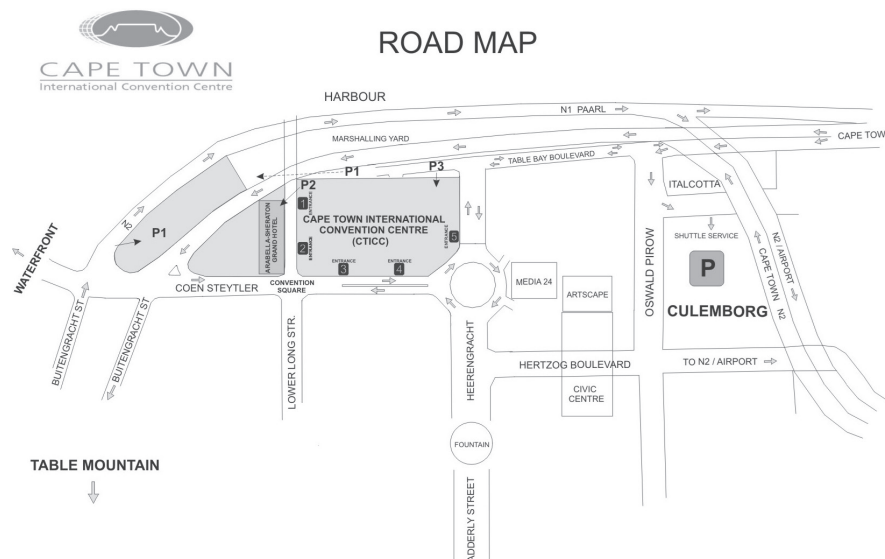 ROAD MAP
CAPE TOWN
International Convention Centre
HARBOUR
N1 PAARL
MARSHALLING YARD
CAPE TOW
TABLE BAY BOULEVARD
P1
P3
P2
ITALCOTTA
N2
P1
1
ENTRANCE
ARABELLA-SHERATON
GRAND HOTEL
CAPE TOWN INTERNATIONAL
CONVENTION CENTRE
(CTICC)
2
ENTRANCE
ENTRANCE
3
ENTRANCE
4
ENTRANCE
5
WATERFRONT
COEN STEYTLER
CONVENTION
SQUARE
MEDIA 24
ARTSCAPE
OSWALD PIROW
SHUTTLE SERVICE
P
CULEMBORG
N2 / AIRPORT
CAPE TOWN N2
BUITENGRACHT ST
BUITENGRACHT ST
LOWER LONG STR.
HEERENGRACHT
HERTZOG BOULEVARD
TO N2 / AIRPORT
CIVIC
CENTRE
FOUNTAIN
TABLE MOUNTAIN
ADDERLY STREET